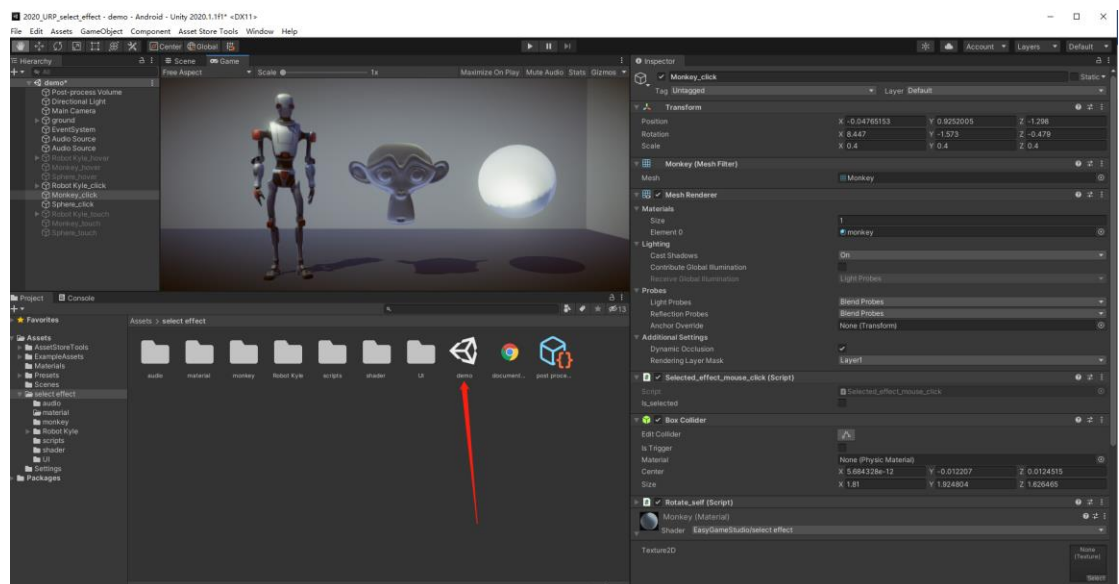 2020_URP_select_effect - demo - Android - Unity 2020.1.1f1* <DX11>
File Edit Assets GameObject Component Asset Store Tools Window Help
Center Global
Account Layers Default
Hierarchy
Scene Game
Inspector
Free Aspect Scale 1x Maximize On Play Mute Audio Stats Gizmos
All
demo*
Post-process Volume
Directional Light
Main Camera
ground
EventSystem
Audio Source
Audio Source
Robot Kyle_hover
Monkey_hover
Sphere_hover
Robot Kyle_click
Monkey_click
Sphere_click
Robot Kyle_touch
Monkey_touch
Sphere_touch
Monkey_click Static
Tag Untagged Layer Default
Transform
Position X -0.04765153 Y 0.9252005 Z -1.298
Rotation X 8.447 Y -1.573 Z -0.479
Scale X 0.4 Y 0.4 Z 0.4
Monkey (Mesh Filter)
Mesh Monkey
Mesh Renderer
Materials
Size 1
Element 0 monkey
Lighting
Cast Shadows On
Contribute Global Illumination
Receive Global Illumination Light Probes
Probes
Light Probes Blend Probes
Reflection Probes Blend Probes
Anchor Override None (Transform)
Additional Settings
Dynamic Occlusion
Rendering Layer Mask Layer1
Selected_effect_mouse_click (Script)
Script Selected_effect_mouse_click
Is_selected
Box Collider
Edit Collider
Is Trigger
Material None (Physic Material)
Center X 5.684328e-12 Y -0.012207 Z 0.0124515
Size X 1.81 Y 1.924804 Z 1.626465
Rotate_self (Script)
Monkey (Material)
Shader EasyGameStudio/select effect
Texture2D None
(Texture)
Select
Project Console
13
Favorites
Assets
AssetStoreTools
ExampleAssets
Materials
Presets
Scenes
select effect
audio
material
monkey
Robot Kyle
scripts
shader
UI
Settings
Packages
Assets > select effect
audio material monkey Robot Kyle scripts shader UI demo document... post proce...